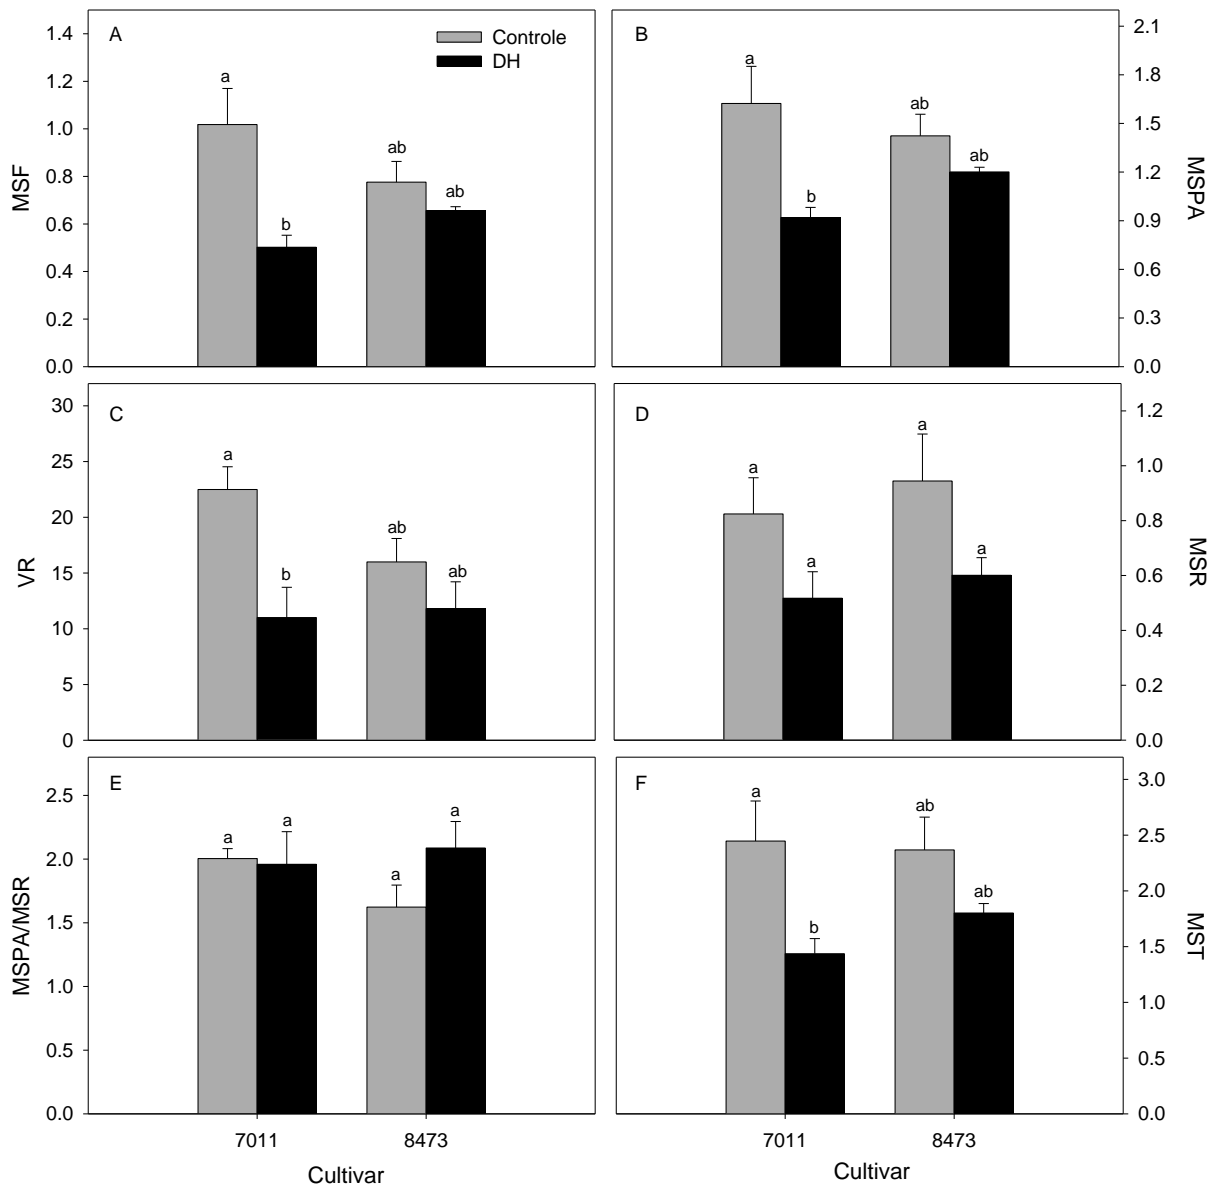 A
Controle
DH
1.4
1.2
1.0
0.8
0.6
0.4
0.2
0.0
MSF
a
b
ab
ab
B
2.1
1.8
1.5
1.2
0.9
0.6
0.3
0.0
MSPA
a
b
ab
ab
C
30
25
20
15
10
5
0
VR
a
b
ab
ab
D
1.2
1.0
0.8
0.6
0.4
0.2
0.0
MSR
a
a
a
a
E
2.5
2.0
1.5
1.0
0.5
0.0
MSPA/MSR
a
a
a
a
7011
8473
Cultivar
F
3.0
2.5
2.0
1.5
1.0
0.5
0.0
MST
a
b
ab
ab
7011
8473
Cultivar